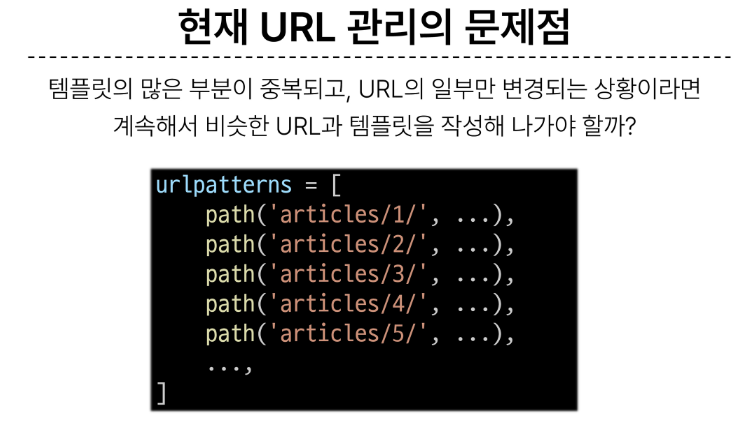 현재 URL 관리의 문제점
템플릿의 많은 부분이 중복되고, URL의 일부만 변경되는 상황이라면
계속해서 비슷한 URL과 템플릿을 작성해 나가야 할까?
urlpatterns = [
    path('articles/1/', ...),
    path('articles/2/', ...),
    path('articles/3/', ...),
    path('articles/4/', ...),
    path('articles/5/', ...),
    ...,
]